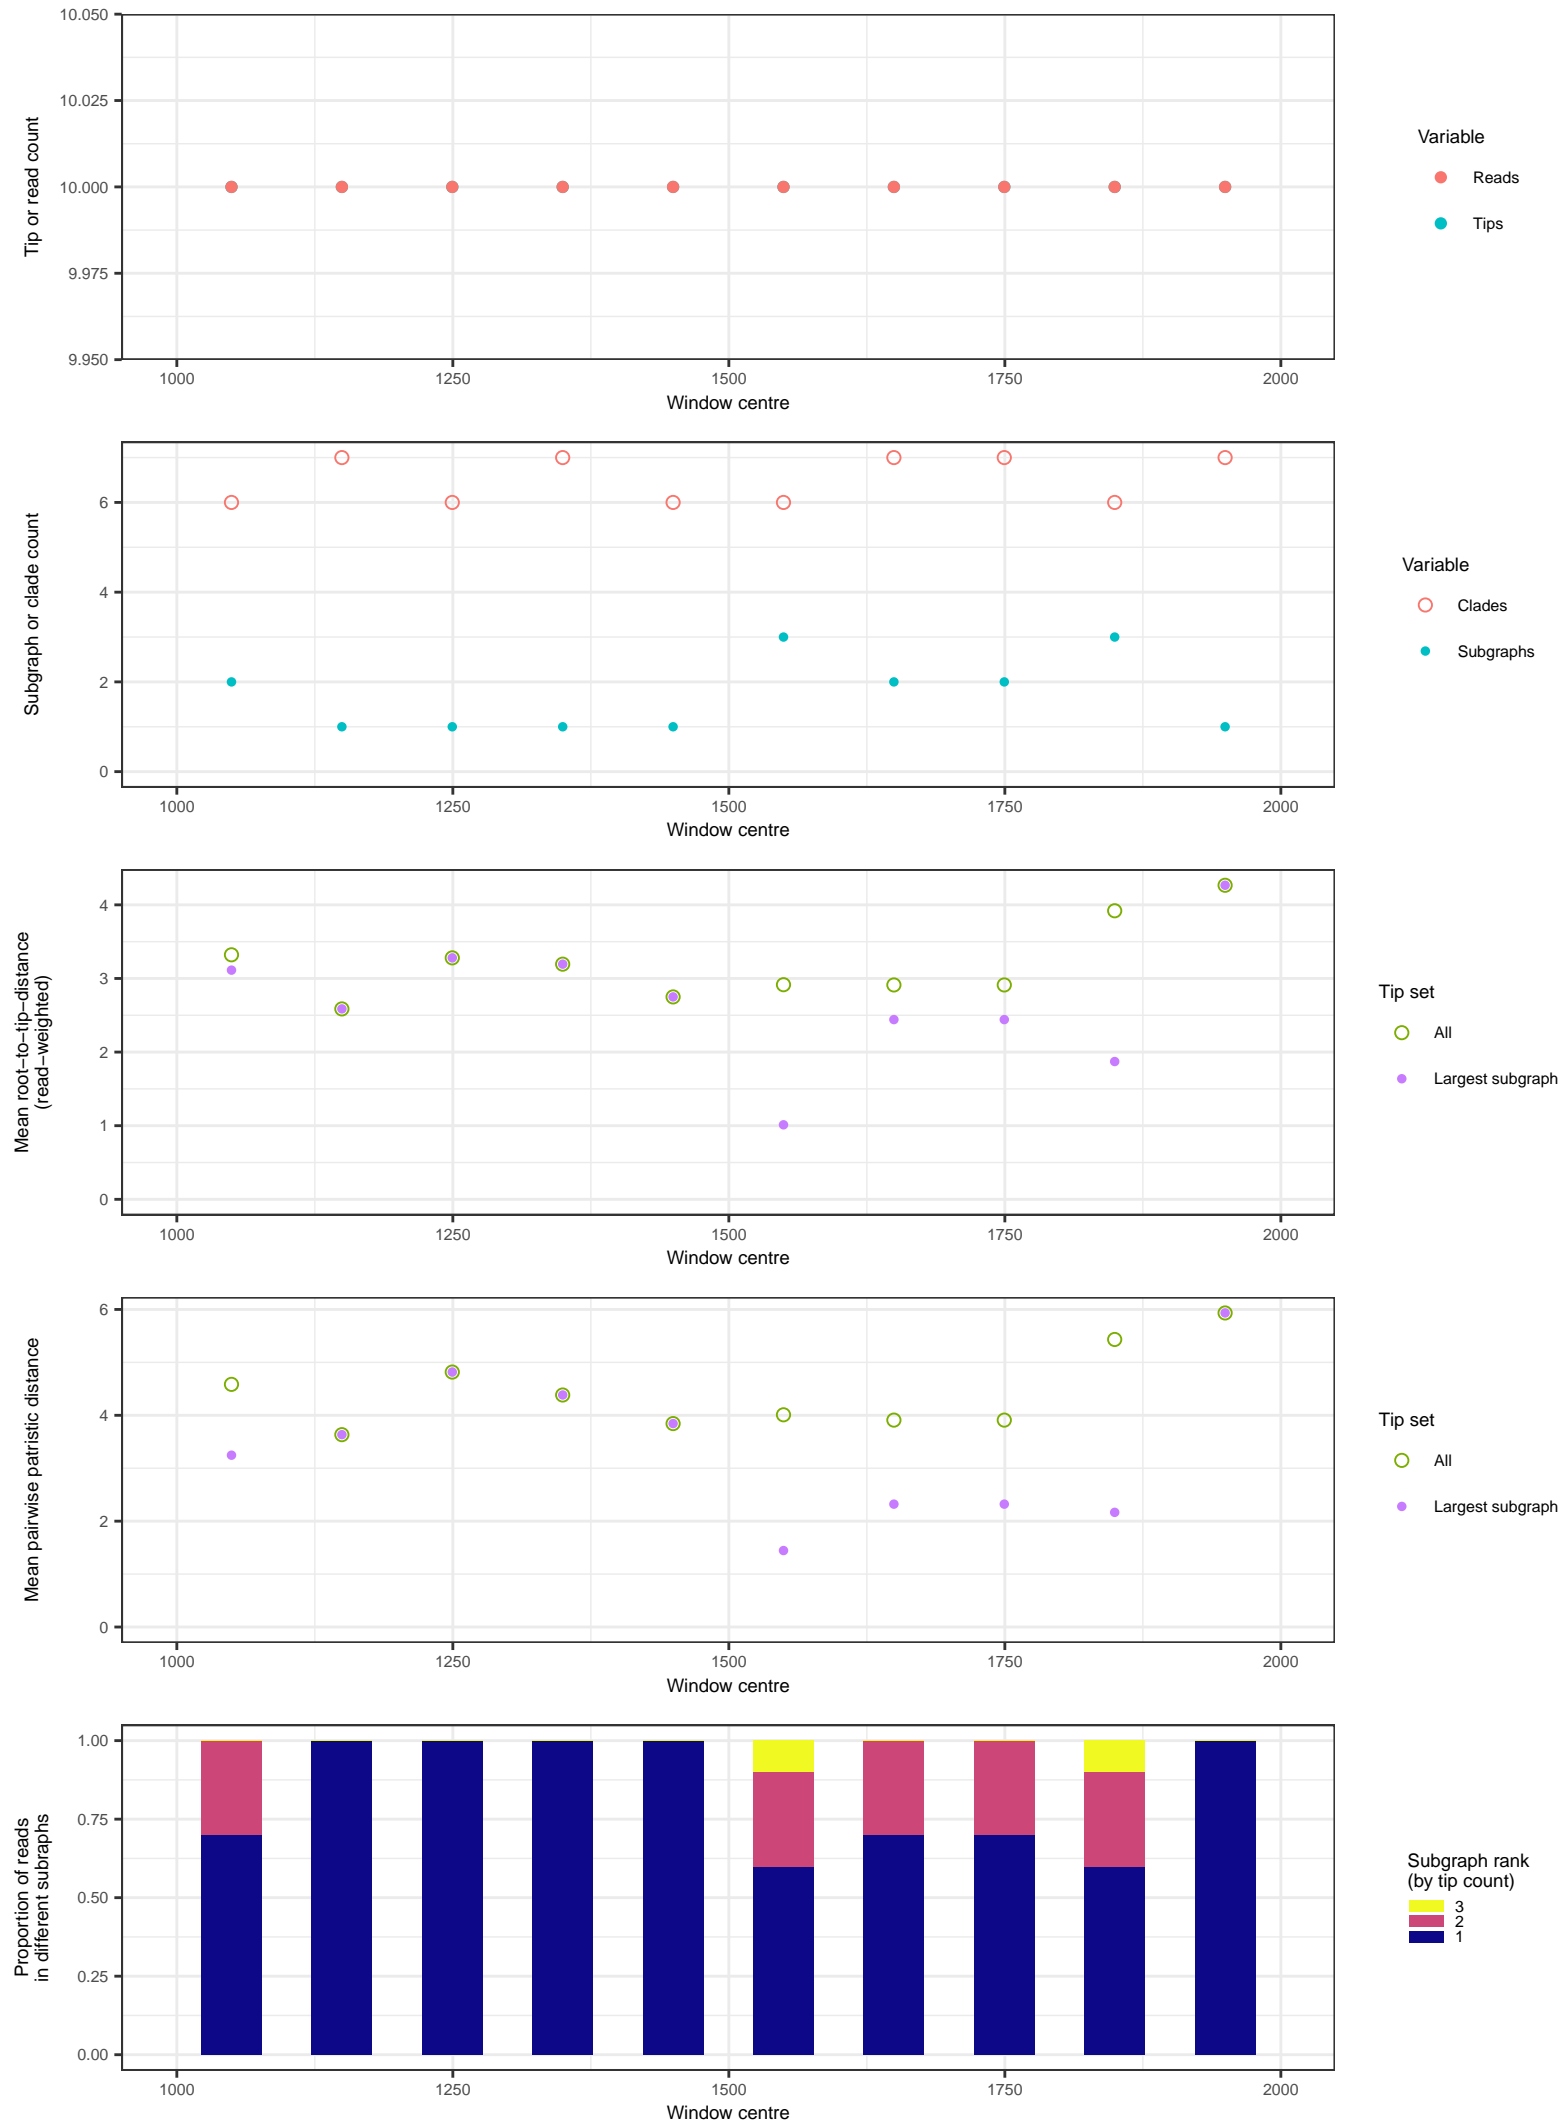 10.050
10.025
10.000
9.975
9.950
Tip or read count
1000 1250 1500 1750 2000
Window centre
Variable
Reads
Tips
6
4
2
0
Subgraph or clade count
1000 1250 1500 1750 2000
Window centre
Variable
Clades
Subgraphs
4
3
2
1
0
Mean root−to−tip−distance
(read−weighted)
1000 1250 1500 1750 2000
Window centre
Tip set
All
Largest subgraph
6
4
2
0
Mean pairwise patristic distance
1000 1250 1500 1750 2000
Window centre
Tip set
All
Largest subgraph
1.00
0.75
0.50
0.25
0.00
Proportion of reads
in different subraphs
1000 1250 1500 1750 2000
Window centre
Subgraph rank
(by tip count)
3
2
1